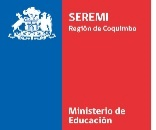 SEREMI
Región de Coquimbo
Ministerio de
Educación